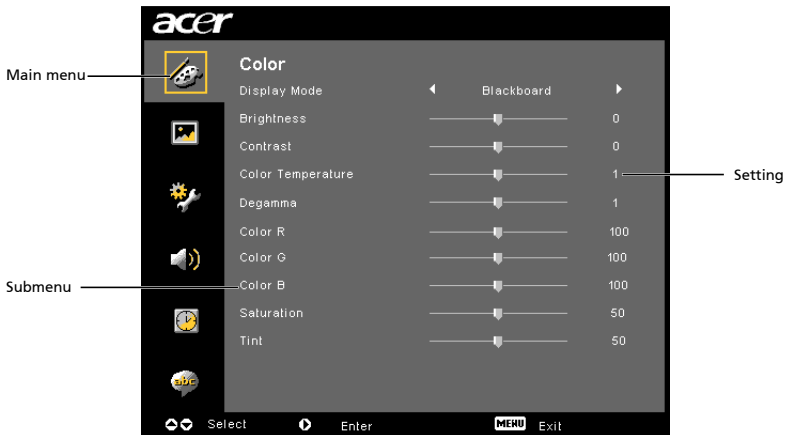 acer
Main menu
Color
Display Mode Blackboard
Brightness 0
Contrast 0
Color Temperature 1
Setting
Degamma 1
Color R 100
Color G 100
Submenu
Color B 100
Saturation 50
Tint 50
abc
Select Enter MENU Exit